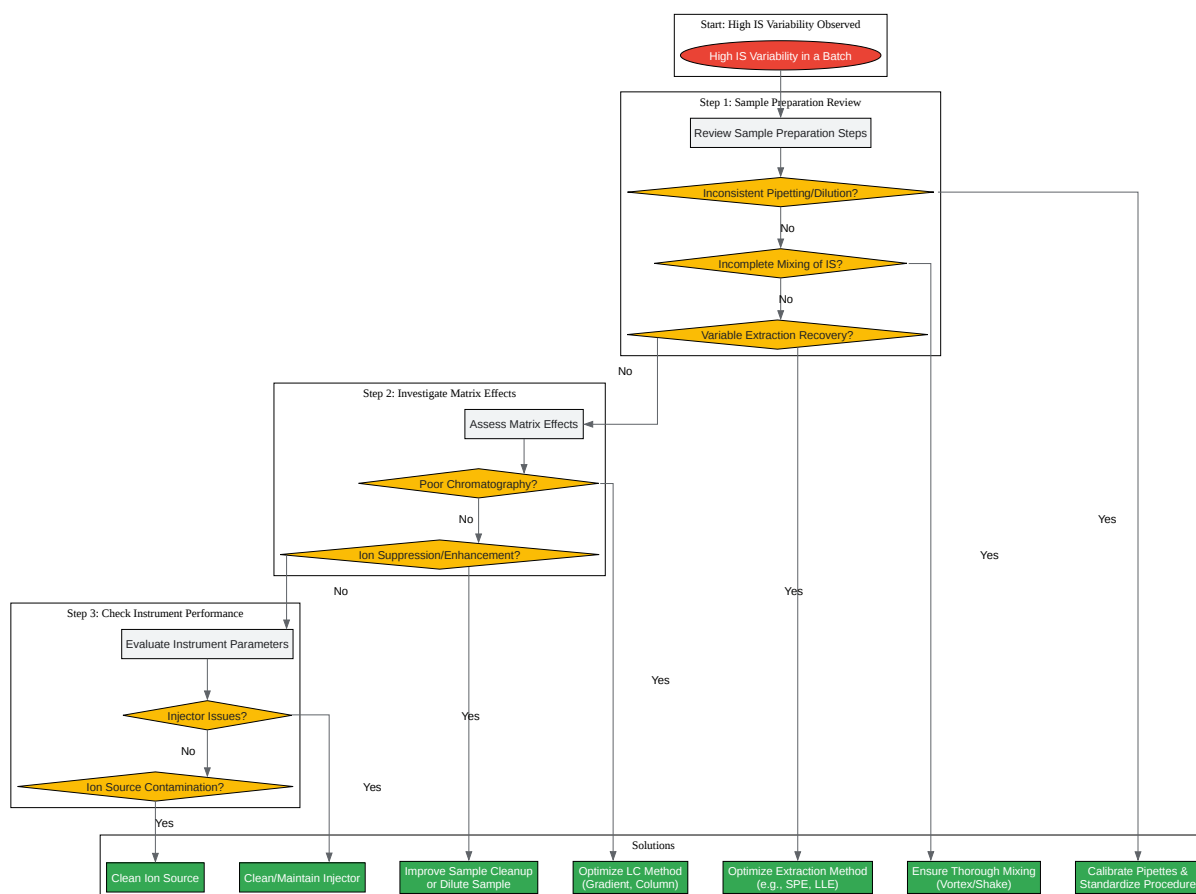 Start: High IS Variability Observed
High IS Variability in a Batch
Step 1: Sample Preparation Review
Review Sample Preparation Steps
Inconsistent Pipetting/Dilution?
No
Incomplete Mixing of IS?
No
Variable Extraction Recovery?
No
Step 2: Investigate Matrix Effects
Assess Matrix Effects
Poor Chromatography?
No
Yes
Ion Suppression/Enhancement?
Yes
No
Yes
Step 3: Check Instrument Performance
Evaluate Instrument Parameters
Yes
Injector Issues?
Yes
No
Ion Source Contamination?
Yes
Yes
Solutions
Clean Ion Source
Clean/Maintain Injector
Improve Sample Cleanup
or Dilute Sample
Optimize LC Method
(Gradient, Column)
Optimize Extraction Method
(e.g., SPE, LLE)
Ensure Thorough Mixing
(Vortex/Shake)
Calibrate Pipettes &
Standardize Procedure